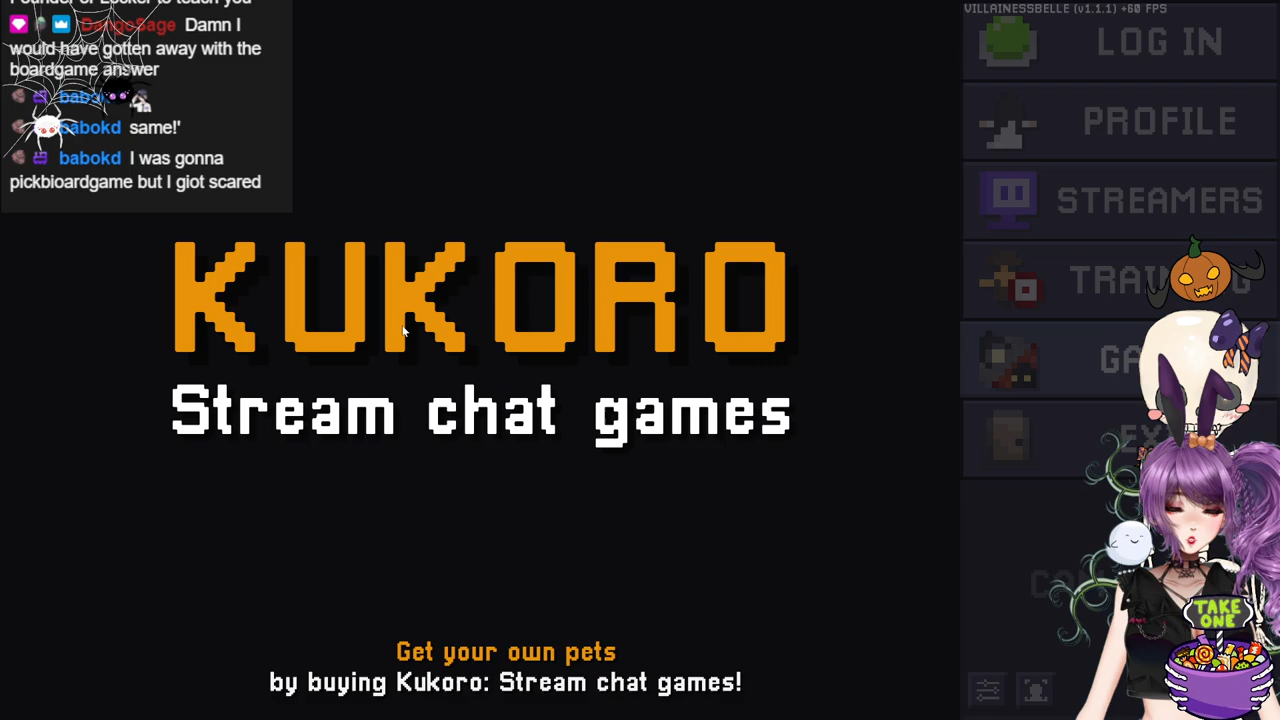 DangoSage Damn I
would have gotten away with the
boardgame answer
babokd same!'
babokd I was gonna
pickbioardgame but I giot scared
KUKORO
Stream chat games
Get your own pets
by buying Kukoro: Stream chat games!
VILLAINESSBELLE (v1.1.1) +60 FPS
LOG IN
PROFILE
STREAMERS
TAKE
ONE